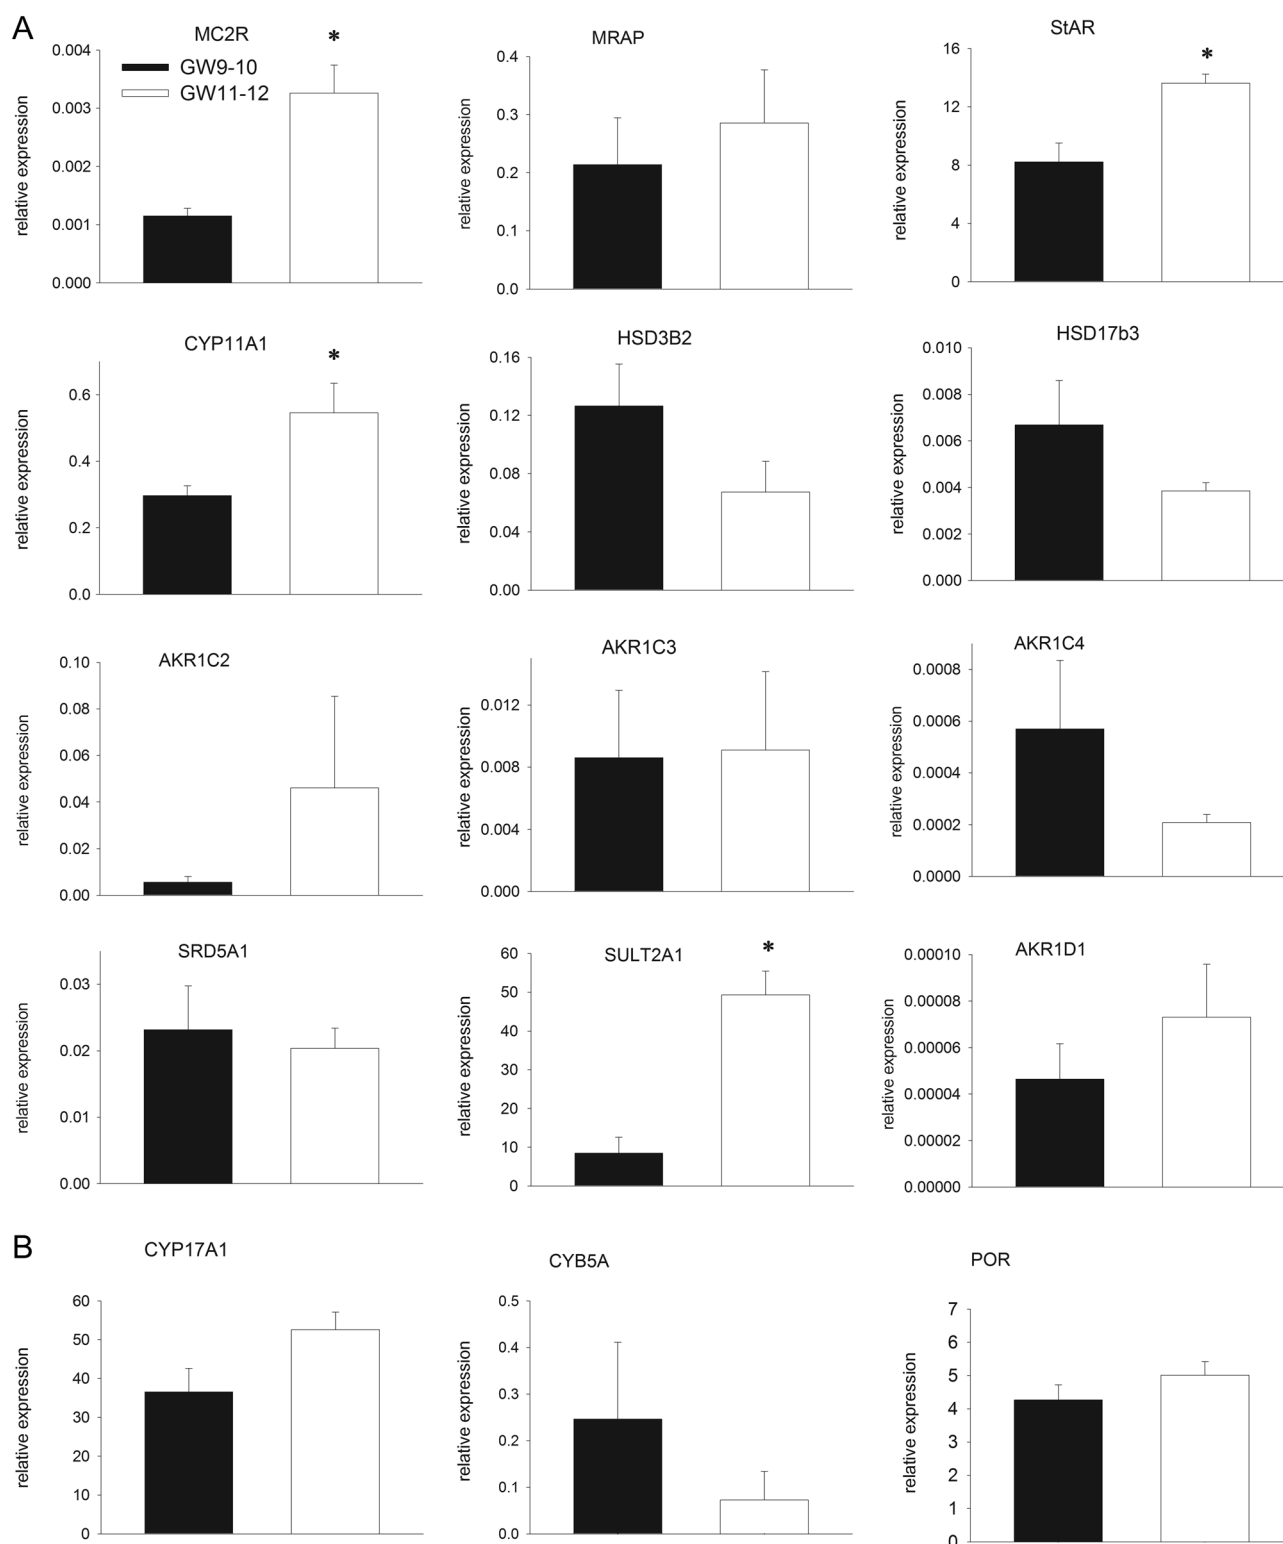 A
MC2R
*
GW9-10
GW11-12
relative expression
0.004
0.003
0.002
0.001
0.000
MRAP
relative expression
0.4
0.3
0.2
0.1
0.0
StAR
*
relative expression
16
12
8
4
0
CYP11A1
*
relative expression
0.6
0.4
0.2
0.0
HSD3B2
relative expression
0.16
0.12
0.08
0.04
0.00
HSD17b3
relative expression
0.010
0.008
0.006
0.004
0.002
0.000
AKR1C2
relative expression
0.10
0.08
0.06
0.04
0.02
0.00
AKR1C3
relative expression
0.012
0.008
0.004
0.000
AKR1C4
relative expression
0.0008
0.0006
0.0004
0.0002
0.0000
SRD5A1
relative expression
0.03
0.02
0.01
0.00
SULT2A1
*
relative expression
60
50
40
30
20
10
0
AKR1D1
relative expression
0.00010
0.00008
0.00006
0.00004
0.00002
0.00000
B
CYP17A1
relative expression
60
50
40
30
20
10
0
CYB5A
relative expression
0.5
0.4
0.3
0.2
0.1
0.0
POR
relative expression
7
6
5
4
3
2
1
0